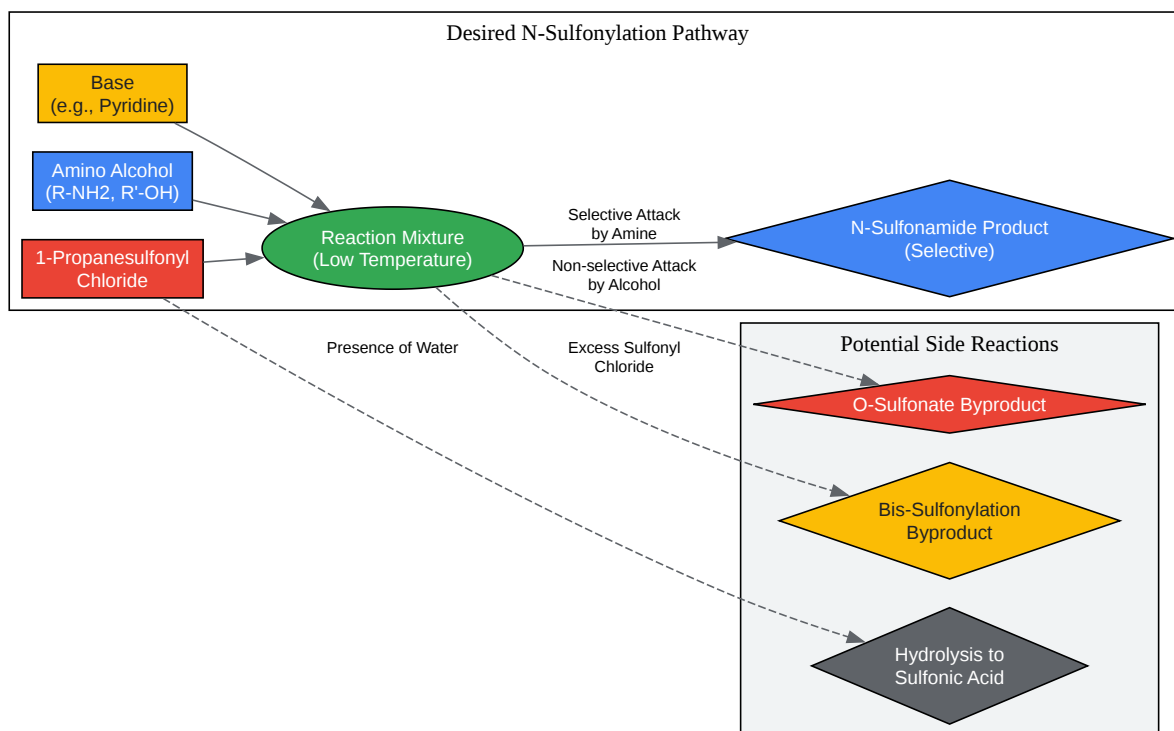 Desired N-Sulfonylation Pathway
Base
(e.g., Pyridine)
Amino Alcohol
(R-NH2, R'-OH)
1-Propanesulfonyl
Chloride
Reaction Mixture
(Low Temperature)
Selective Attack
by Amine
Non-selective Attack
by Alcohol
N-Sulfonamide Product
(Selective)
Presence of Water
Excess Sulfonyl
Chloride
Potential Side Reactions
O-Sulfonate Byproduct
Bis-Sulfonylation
Byproduct
Hydrolysis to
Sulfonic Acid